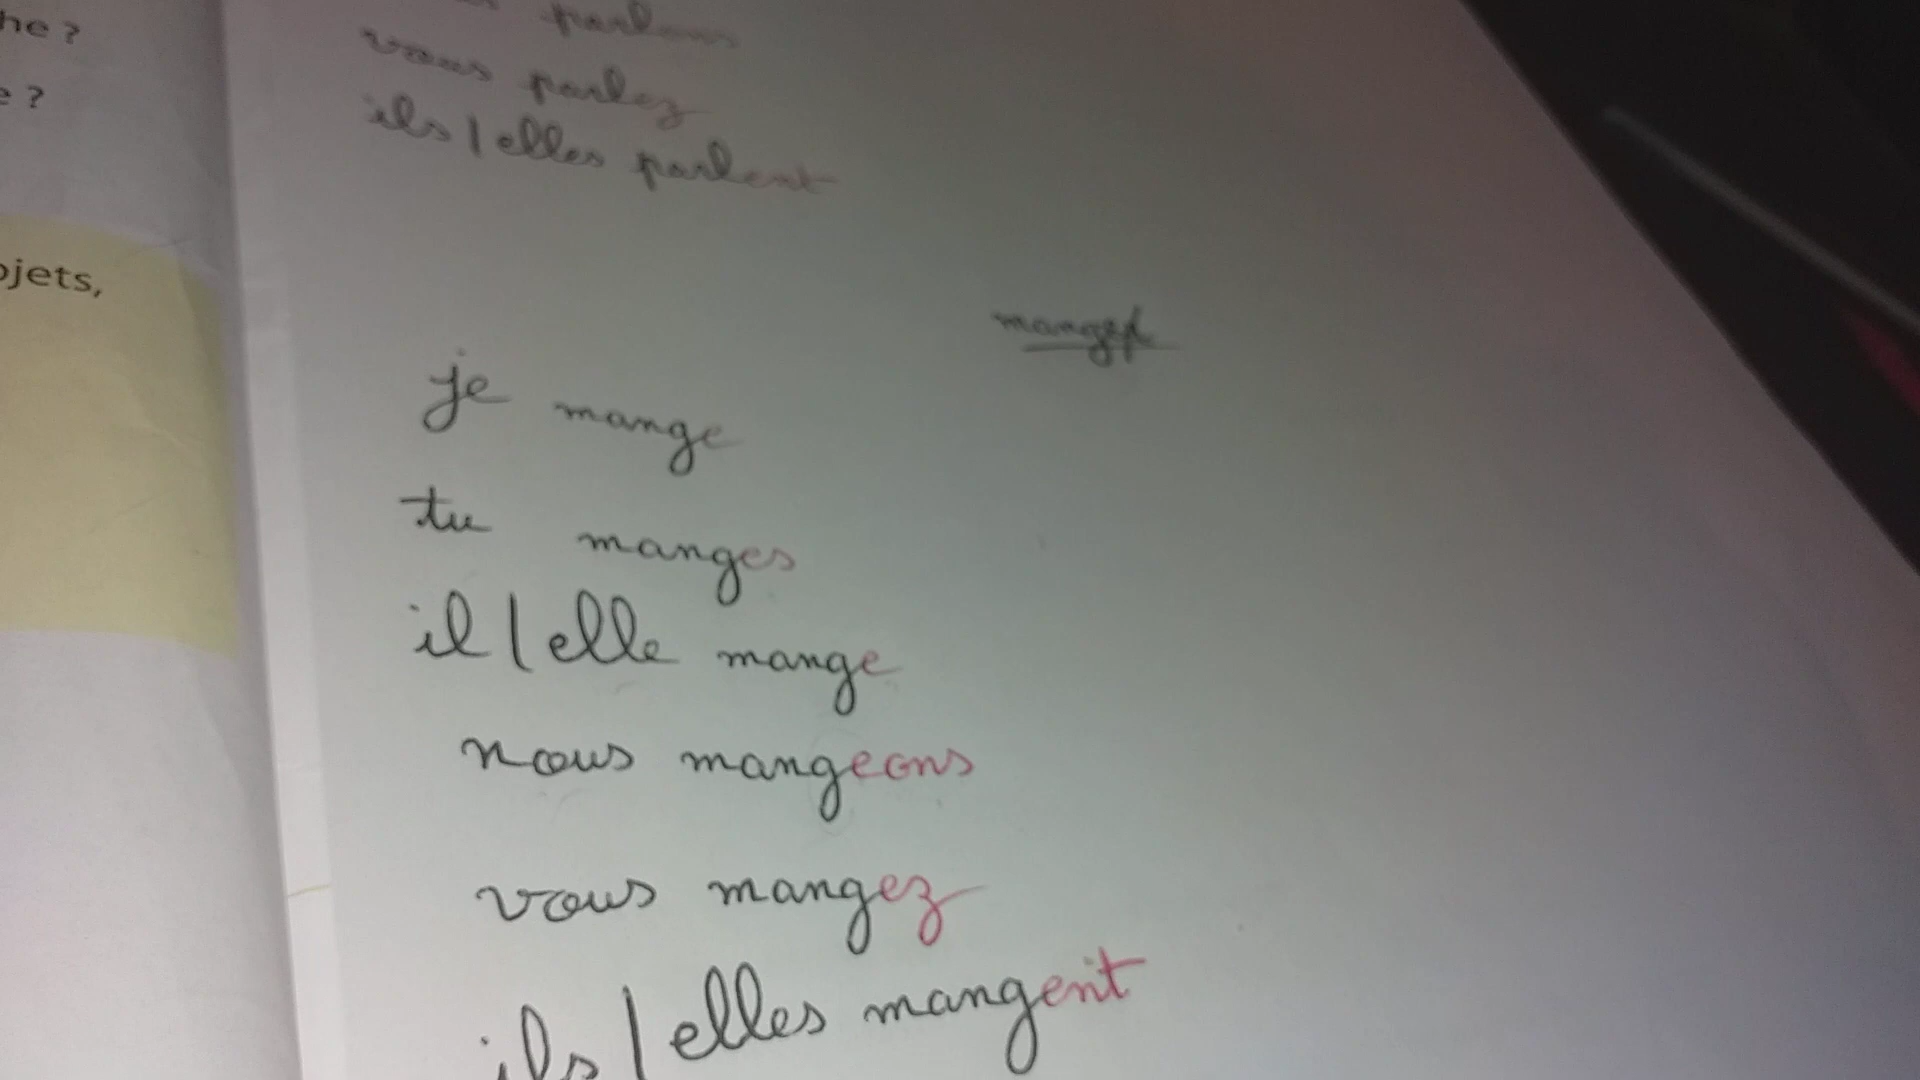 he ?
e ?
ojets,
parlons
vous parlez
ils / elles parlent
manger
je mange
tu manges
il / elle mange
nous mangeons
vous mangez
ils / elles mangent